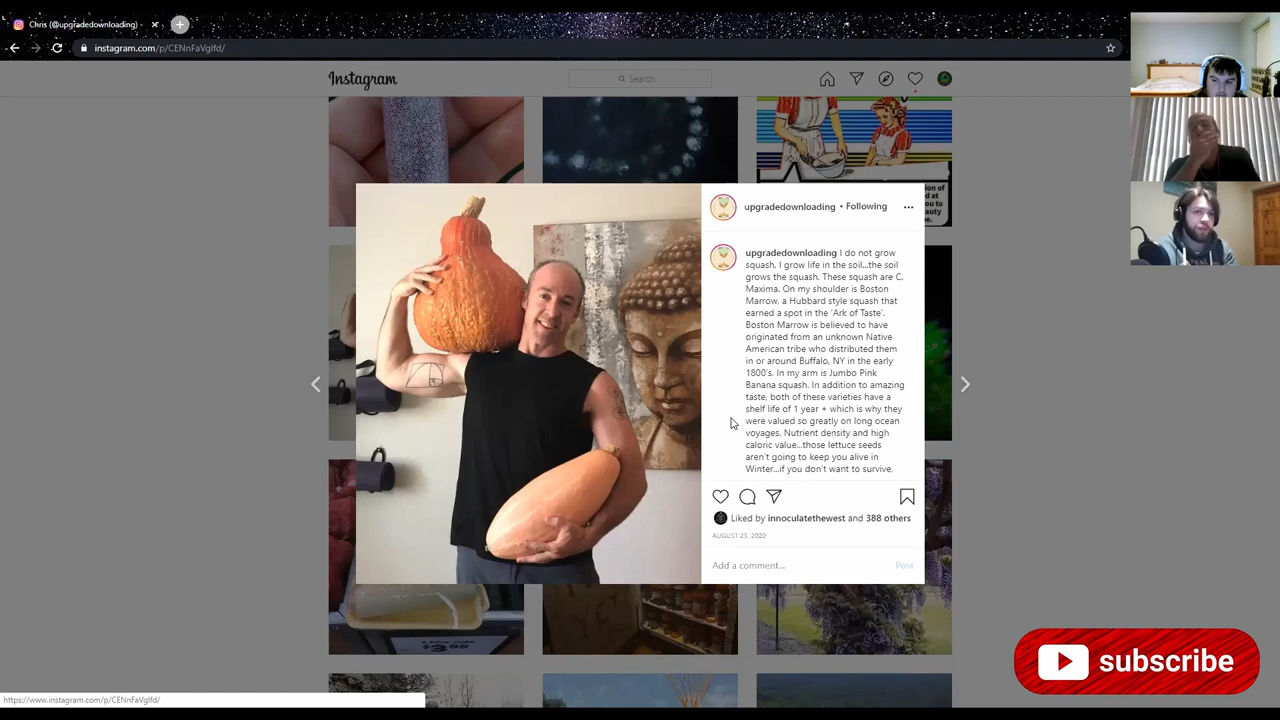 Chris (@upgradedownloading) -
instagram.com/p/CENnFaVgIfd/
Instagram
Search
upgradedownloading • Following
upgradedownloading I do not grow
squash, I grow life in the soil...the soil
grows the squash. These squash are C.
Maxima. On my shoulder is Boston
Marrow, a Hubbard style squash that
earned a spot in the 'Ark of Taste'.
Boston Marrow is believed to have
originated from an unknown Native
American tribe who distributed them
in or around Buffalo, NY in the early
1800's. In my arm is Jumbo Pink
Banana squash. In addition to amazing
taste, both of these varieties have a
shelf life of 1 year + which is why they
were valued so greatly on long ocean
voyages. Nutrient density and high
caloric value...those lettuce seeds
aren't going to keep you alive in
Winter...if you don't want to survive,
Liked by innoculatethewest and 388 others
AUGUST 23, 2020
Add a comment... Post
subscribe
https://www.instagram.com/p/CENnFaVgIfd/